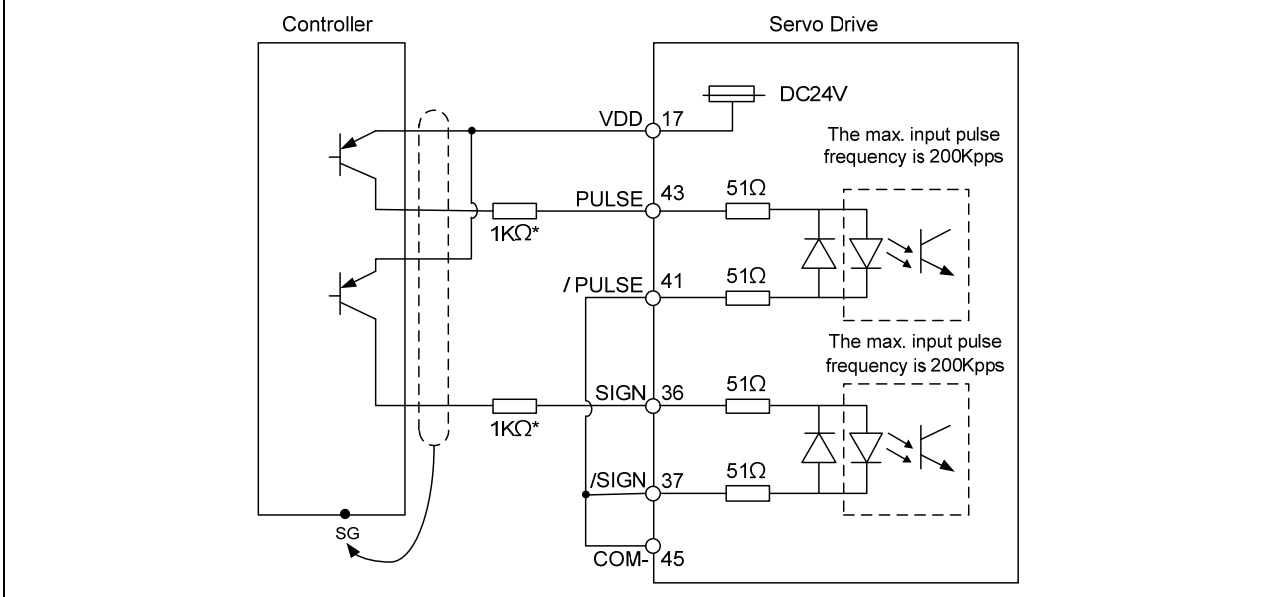 Controller
Servo Drive
DC24V
VDD
17
The max. input pulse
frequency is 200Kpps
PULSE
43
51Ω
1KΩ*
/ PULSE
41
51Ω
The max. input pulse
frequency is 200Kpps
SIGN
36
51Ω
1KΩ*
/SIGN
37
51Ω
SG
COM-
45